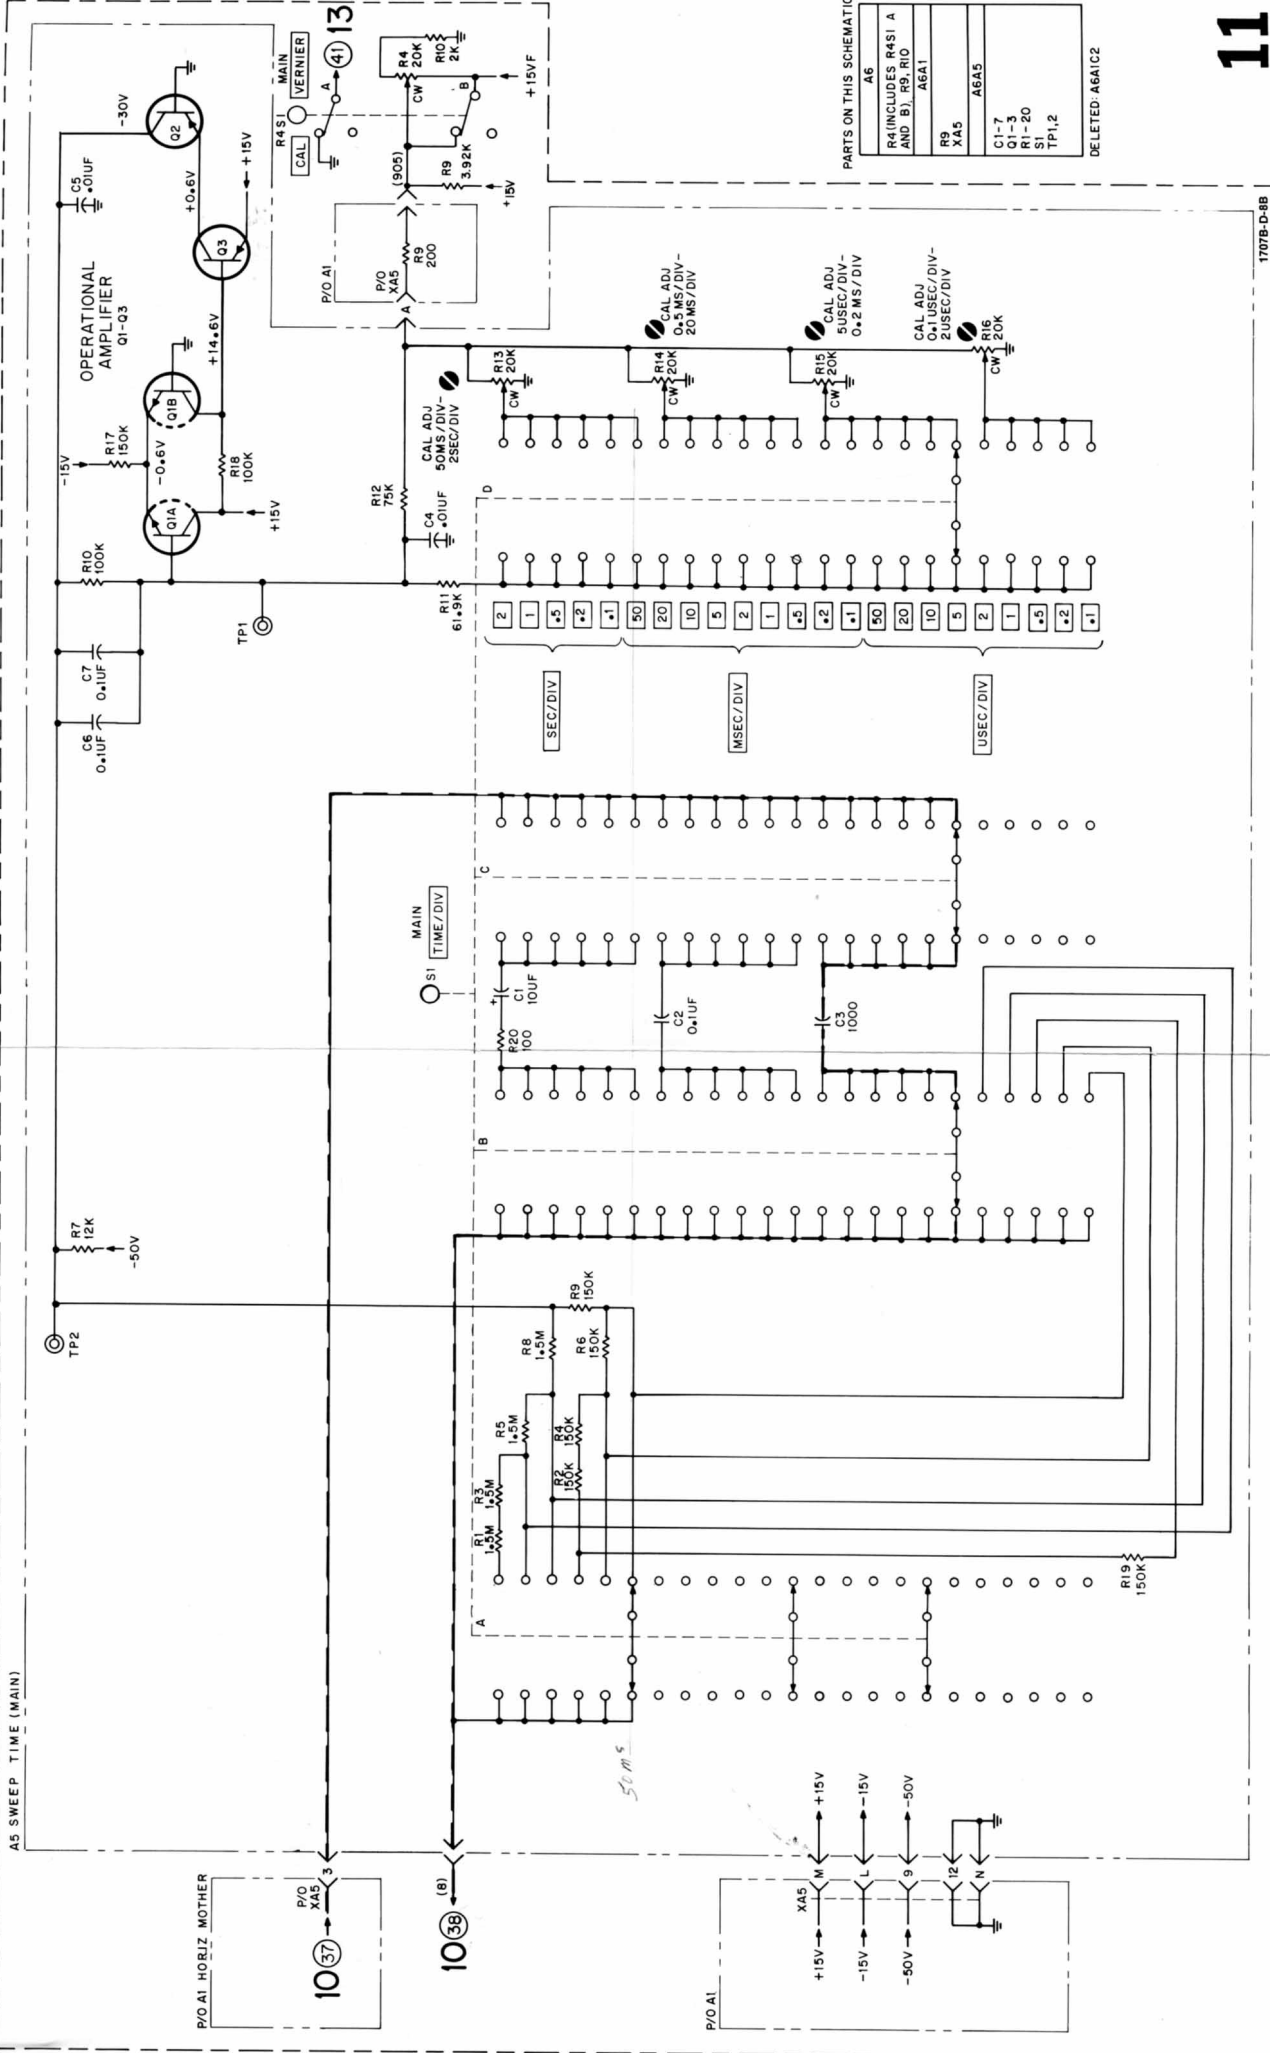 A5 SWEEP TIME (MAIN)
P/O A1 HORIZ MOTHER
P/O
XA5
3
10 37
(8)
10 38
P/O A1
XA5
+15V
M
+15V
-15V
L
-15V
-50V
9
-50V
12
N
50 ms
TP2
R7
12K
-50V
C6
0.1UF
C7
0.1UF
R10
100K
TP1
OPERATIONAL
AMPLIFIER
Q1-Q3
Q1A
+15V
-15V
R17
150K
-0.6V
R18
100K
Q1B
+14.6V
Q3
+15V
+0.6V
C5
.01UF
Q2
-30V
MAIN
VERNIER
R4S1
CAL
A
41 13
R4
20K
CW
R10
2K
B
+15VF
(905)
R9
3.92K
+15V
P/O A1
P/O
XA5
R9
200
A
R12
75K
C4
.01UF
R11
61.9K
CAL ADJ
50MS/DIV-
2SEC/DIV
R13
20K
CW
CAL ADJ
0.5MS/DIV-
20MS/DIV
R14
20K
CW
CAL ADJ
5USEC/DIV-
0.2 MS/DIV
R15
20K
CW
CAL ADJ
0.1USEC/DIV-
2USEC/DIV
R16
20K
CW
D
2
1
.5
.2
.1
50
20
10
5
2
1
.5
.2
.1
50
20
10
5
2
1
.5
.2
.1
SEC/DIV
MSEC/DIV
USEC/DIV
MAIN
TIME/DIV
S1
C
R20
100
C1
10UF
+
C2
0.1UF
C3
1000
B
R9
150K
R8
1.5M
R6
150K
R5
1.5M
R4
150K
R3
1.5M
R2
150K
R1
1.5M
R19
150K
A
PARTS ON THIS SCHEMATIC
A6
R4(INCLUDES R4S1 A
AND B), R9, R10
A6A1
R9
XA5
A6A5
C1-7
Q1-3
R1-20
S1
TP1,2
DELETED: A6A1C2
1707B-D-8B
11